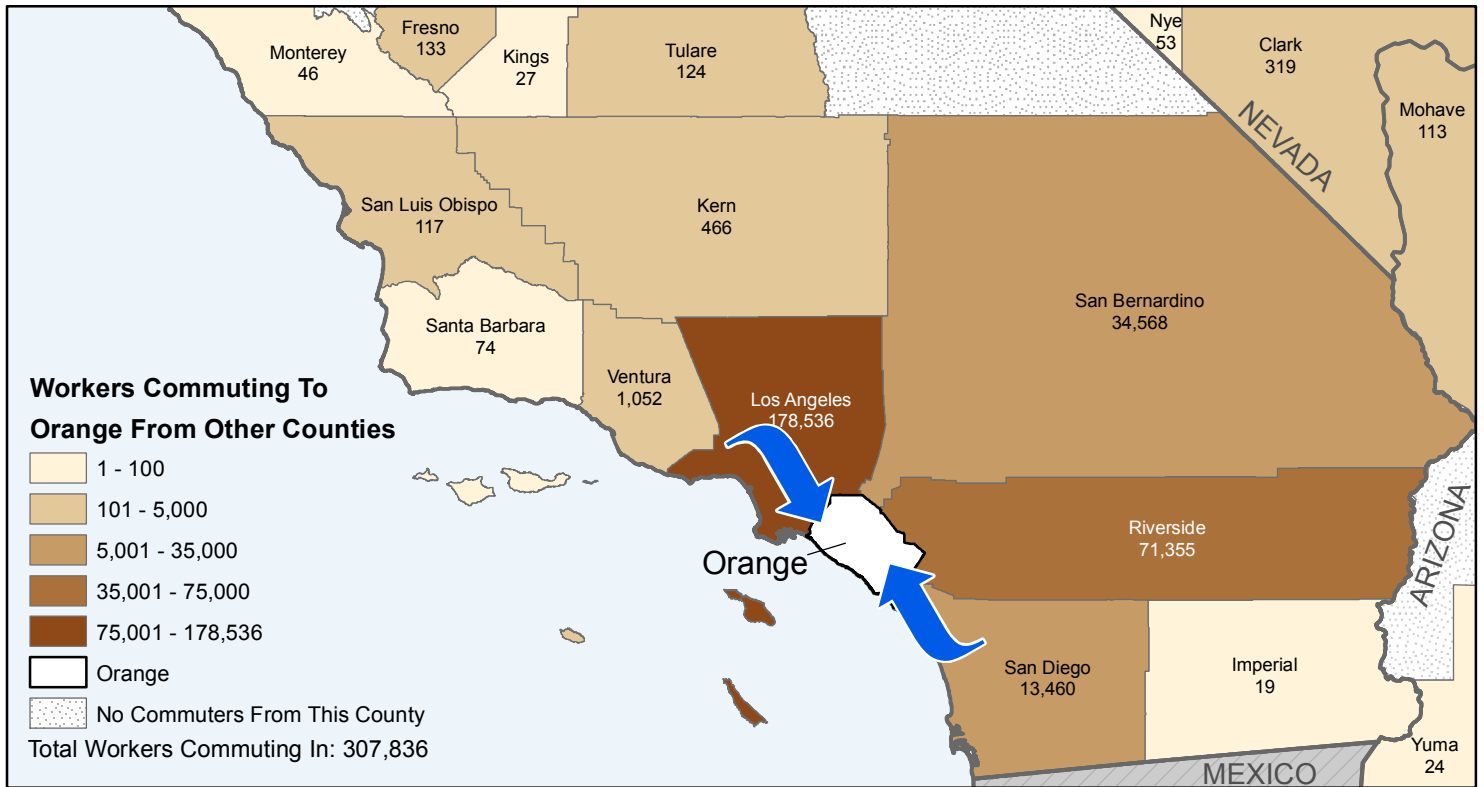 Monterey
46
Fresno
133
Kings
27
Tulare
124
Nye
53
Clark
319
Mohave
113
NEVADA
San Luis Obispo
117
Kern
466
San Bernardino
34,568
Santa Barbara
74
Ventura
1,052
Los Angeles
178,536
Orange
Riverside
71,355
ARIZONA
San Diego
13,460
Imperial
19
Yuma
24
MEXICO
Workers Commuting To
Orange From Other Counties
1 - 100
101 - 5,000
5,001 - 35,000
35,001 - 75,000
75,001 - 178,536
Orange
No Commuters From This County
Total Workers Commuting In: 307,836